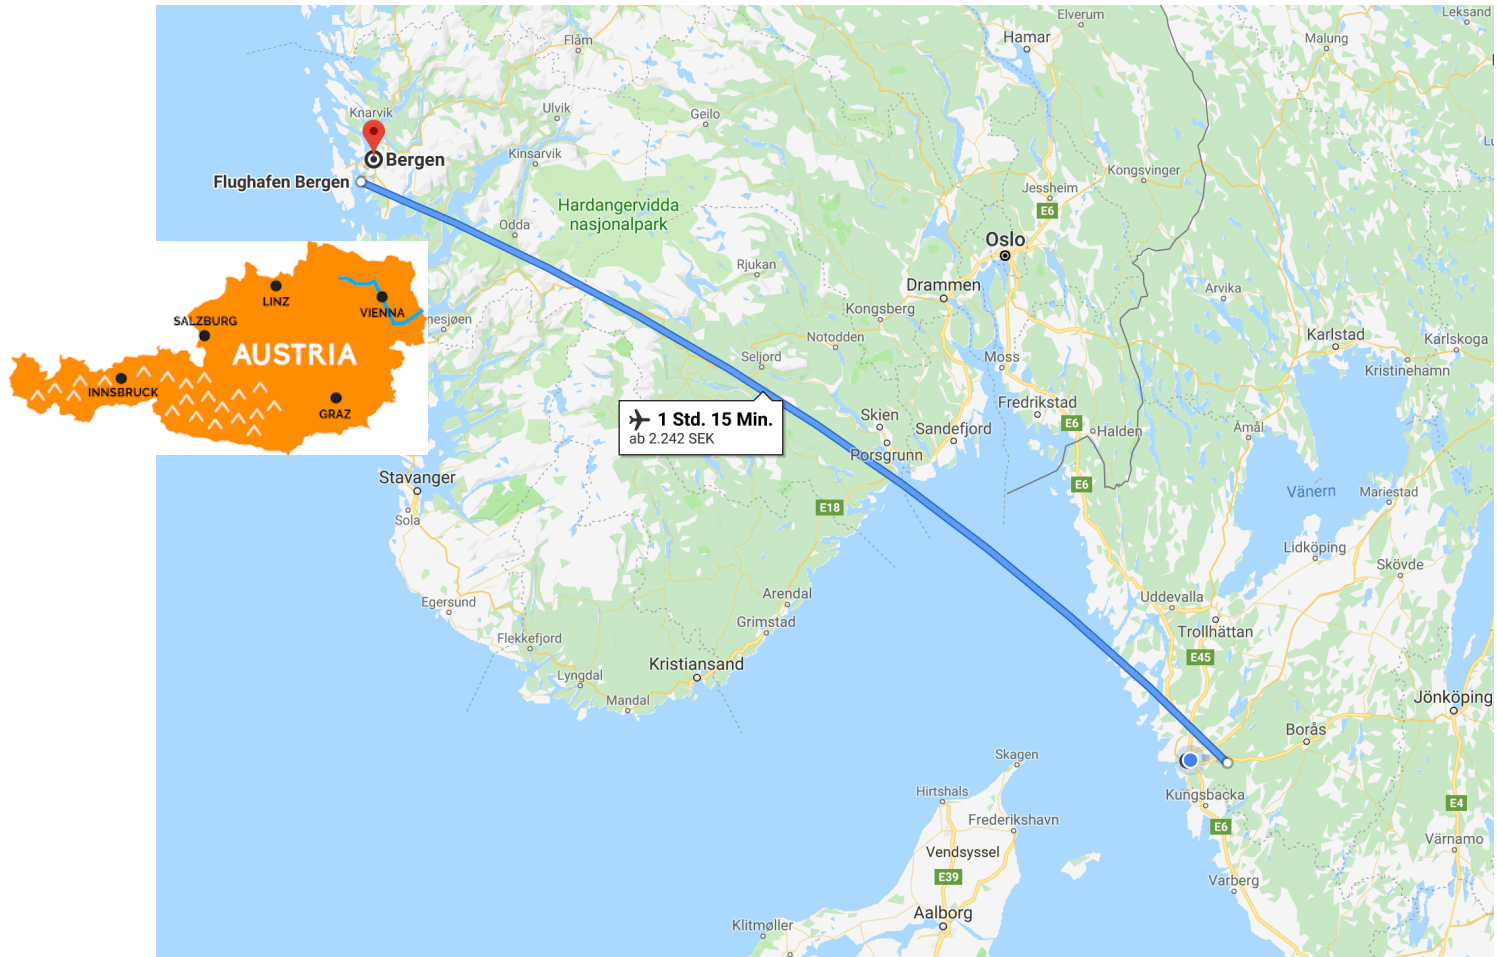 Leksand
Elverum
Hamar
Malung
Flåm
Knarvik
Ulvik
Geilo
Bergen
Kinsarvik
Kongsvinger
Flughafen Bergen
Jessheim
E6
Hardangervidda
nasjonalpark
Odda
Oslo
Rjukan
Drammen
Arvika
LINZ
VIENNA
SALZBURG
nesjøen
Kongsberg
Notodden
Karlstad
Karlskoga
AUSTRIA
Seljord
Moss
Kristinehamn
INNSBRUCK
GRAZ
Fredrikstad
Skien
E6
Halden
Sandefjord
Åmål
1 Std. 15 Min.
ab 2.242 SEK
Porsgrunn
Stavanger
E6
Vänern
Mariestad
E18
Sola
Lidköping
Skövde
Arendal
Egersund
Uddevalla
Grimstad
Trollhättan
Flekkefjord
E45
Kristiansand
Lyngdal
Mandal
Jönköping
Borås
Skagen
Hirtshals
Kungsbacka
E4
Frederikshavn
E6
Värnamo
Vendsyssel
E39
Varberg
Aalborg
Klitmøller